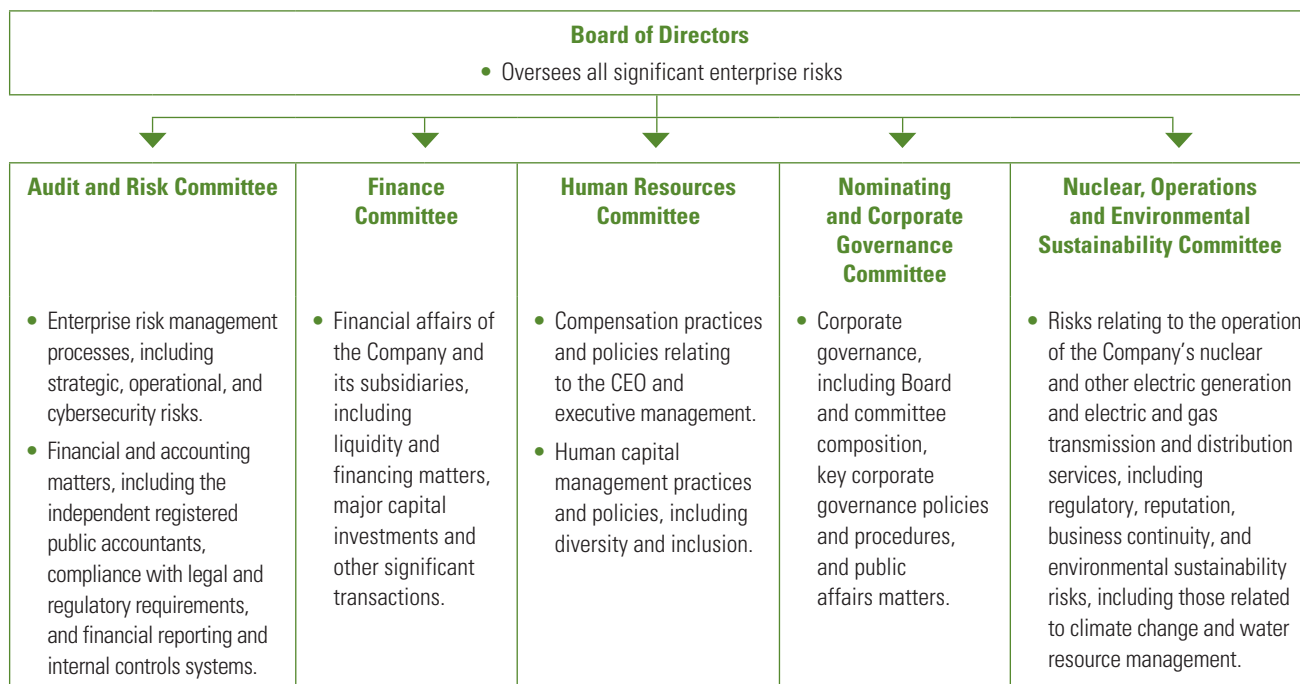 Board of Directors
• Oversees all significant enterprise risks
Audit and Risk Committee
• Enterprise risk management
processes, including
strategic, operational, and
cybersecurity risks.
• Financial and accounting
matters, including the
independent registered
public accountants,
compliance with legal and
regulatory requirements,
and financial reporting and
internal controls systems.
Finance
Committee
• Financial affairs of
the Company and
its subsidiaries,
including
liquidity and
financing matters,
major capital
investments and
other significant
transactions.
Human Resources
Committee
• Compensation practices
and policies relating
to the CEO and
executive management.
• Human capital
management practices
and policies, including
diversity and inclusion.
Nominating
and Corporate
Governance
Committee
• Corporate
governance,
including Board
and committee
composition,
key corporate
governance policies
and procedures,
and public
affairs matters.
Nuclear, Operations
and Environmental
Sustainability Committee
• Risks relating to the operation
of the Company's nuclear
and other electric generation
and electric and gas
transmission and distribution
services, including
regulatory, reputation,
business continuity, and
environmental sustainability
risks, including those related
to climate change and water
resource management.